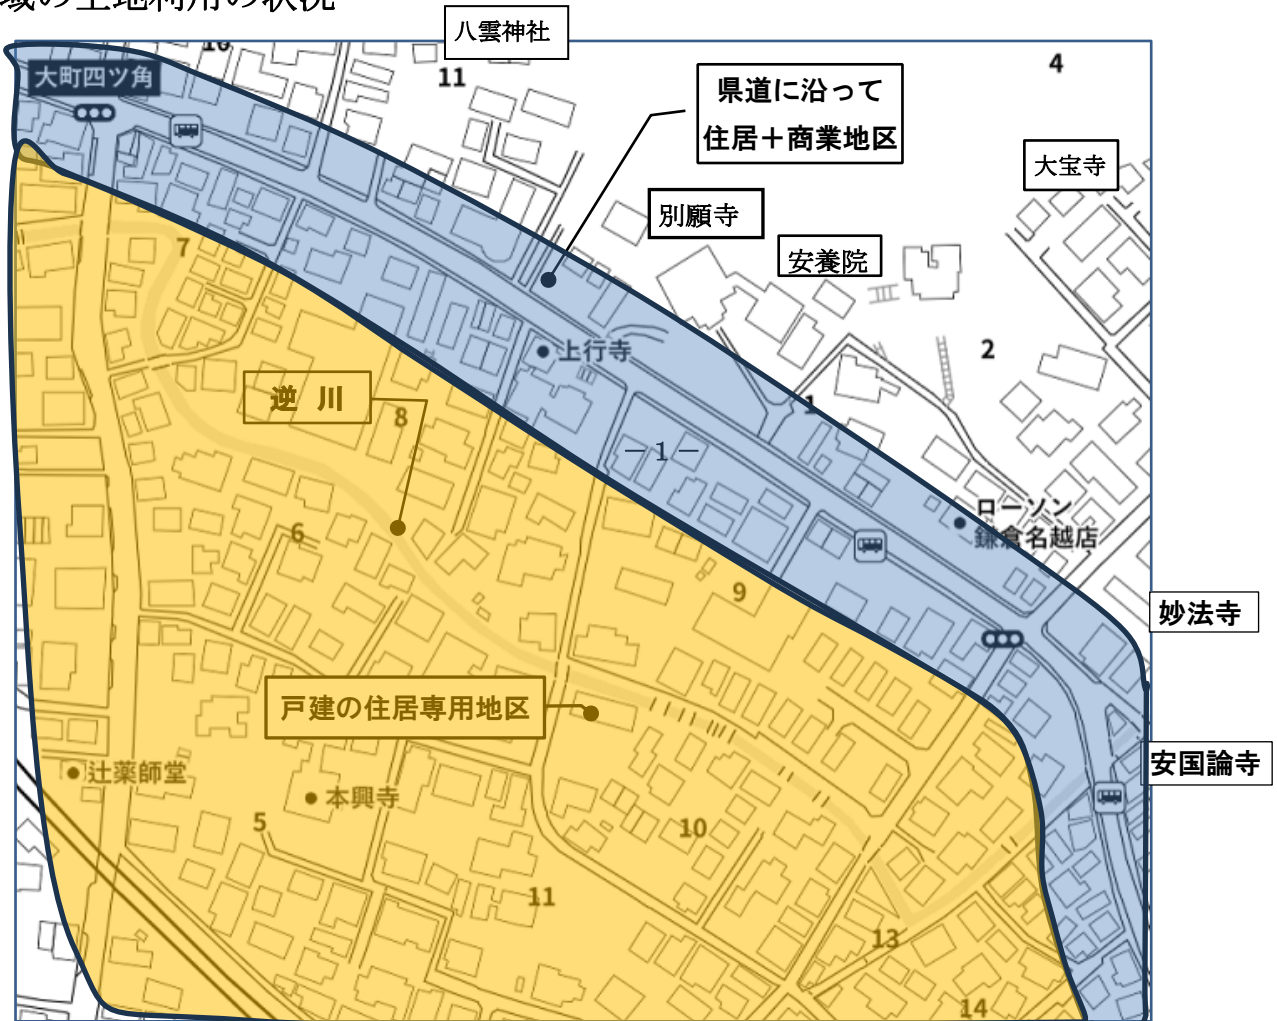 域の土地利用の状況
八雲神社
10
11
4
大町四ツ角
県道に沿って
住居＋商業地区
大宝寺
別願寺
安養院
7
上行寺
2
逆 川
8
1
－１－
ローソン
鎌倉名越店
6
9
妙法寺
戸建の住居専用地区
安国論寺
辻薬師堂
本興寺
5
10
11
13
14